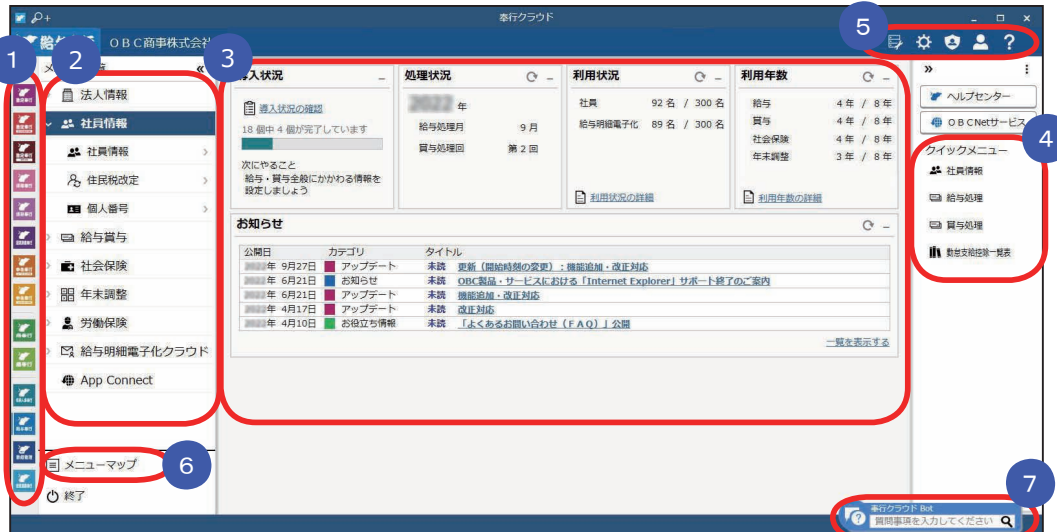 奉行クラウド
5
ＯＢＣ商事株式会社
1
2
3
«
法人情報
社員情報
社員情報
住民税改定
個人番号
給与賞与
社会保険
年末調整
労働保険
給与明細電子化クラウド
App Connect
メニューマップ
6
終了
導入状況
導入状況の確認
18 個中 4 個が完了しています
次にやること
給与・賞与全般にかかわる情報を
設定しましょう
処理状況
2022 年
給与処理月 9 月
賞与処理回 第 2 回
利用状況
社員 92 名 / 300 名
給与明細電子化 89 名 / 300 名
利用状況の詳細
利用年数
給与 4 年 / 8 年
賞与 4 年 / 8 年
社会保険 4 年 / 8 年
年末調整 3 年 / 8 年
利用年数の詳細
お知らせ
公開日 カテゴリ タイトル
年 9月27日 アップデート 未読 更新（開始時刻の変更）：機能追加・改正対応
年 6月21日 お知らせ 未読 OBC製品・サービスにおける「Internet Explorer」サポート終了のご案内
年 6月21日 アップデート 未読 機能追加・改正対応
年 4月17日 アップデート 未読 改正対応
年 4月10日 お役立ち情報 未読 「よくあるお問い合わせ（ＦＡＱ）」公開
一覧を表示する
»
ヘルプセンター
ＯＢＣNetサービス
4
クイックメニュー
社員情報
給与処理
賞与処理
勤怠支給控除一覧表
7
奉行クラウド Bot
質問事項を入力してください